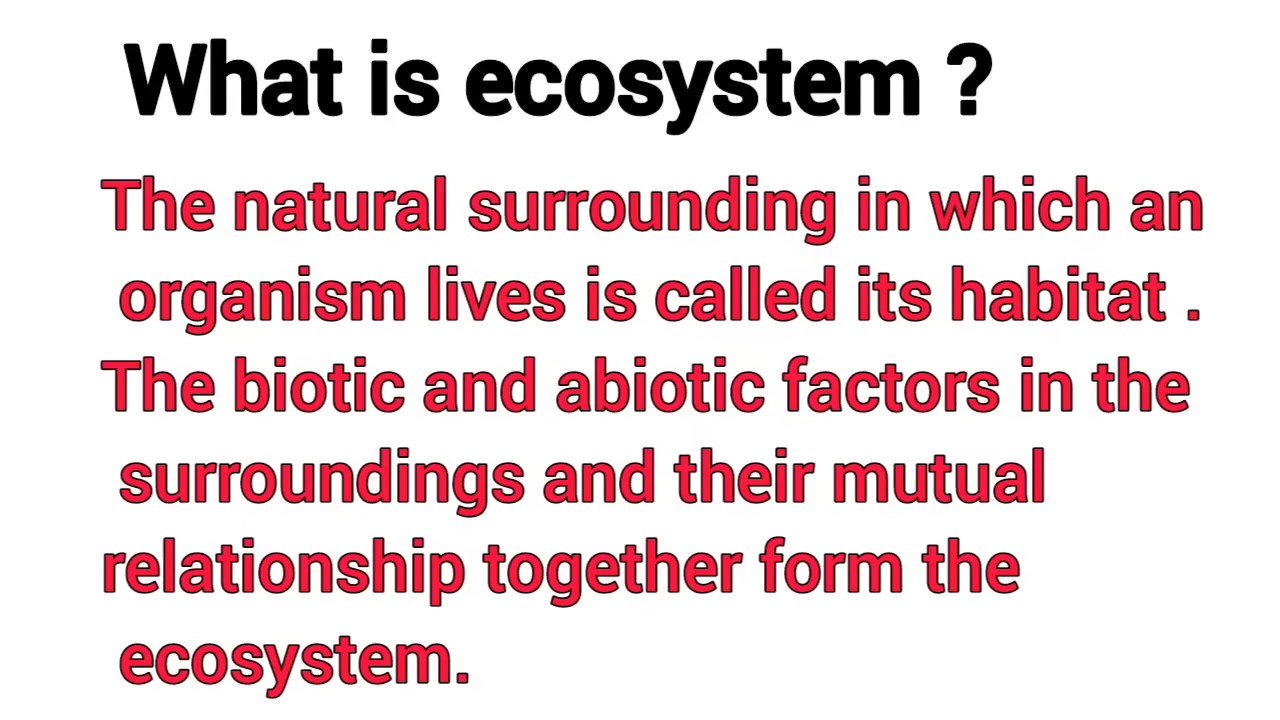 What is ecosystem ?
The natural surrounding in which an
organism lives is called its habitat .
The biotic and abiotic factors in the
surroundings and their mutual
relationship together form the
ecosystem.